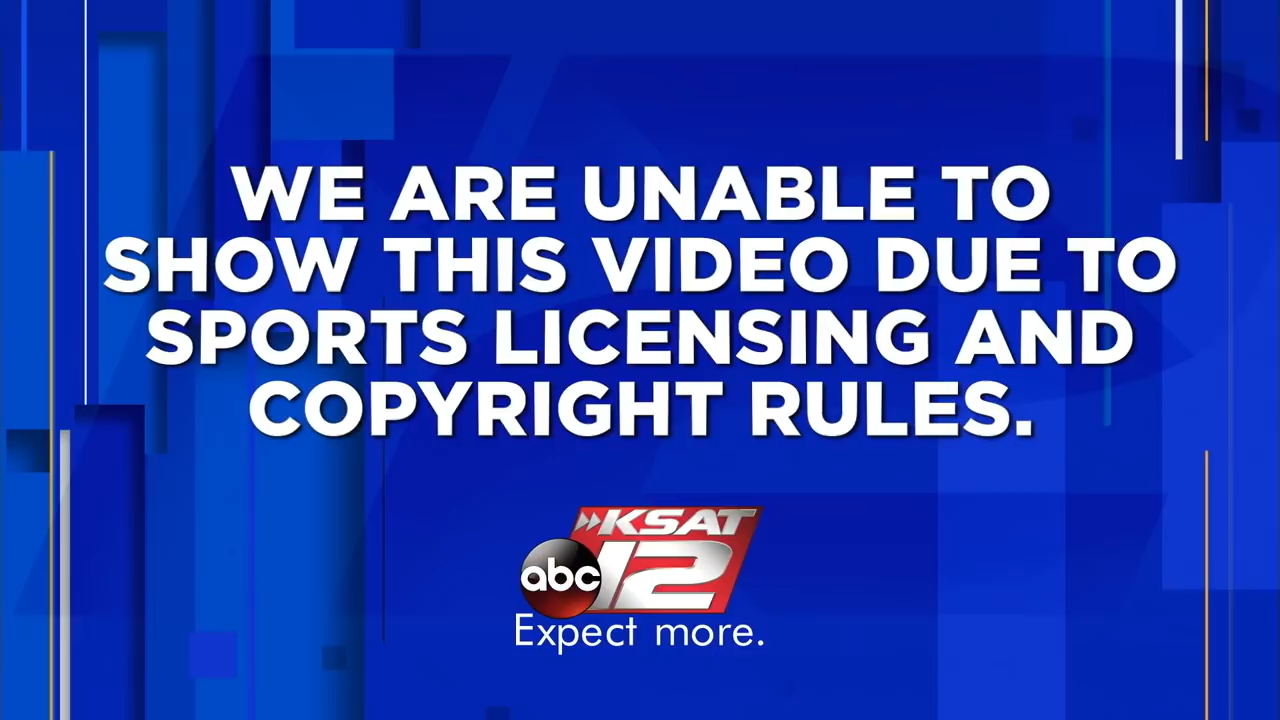 WE ARE UNABLE TO
SHOW THIS VIDEO DUE TO
SPORTS LICENSING AND
COPYRIGHT RULES.
KSAT
abc 12
Expect more.